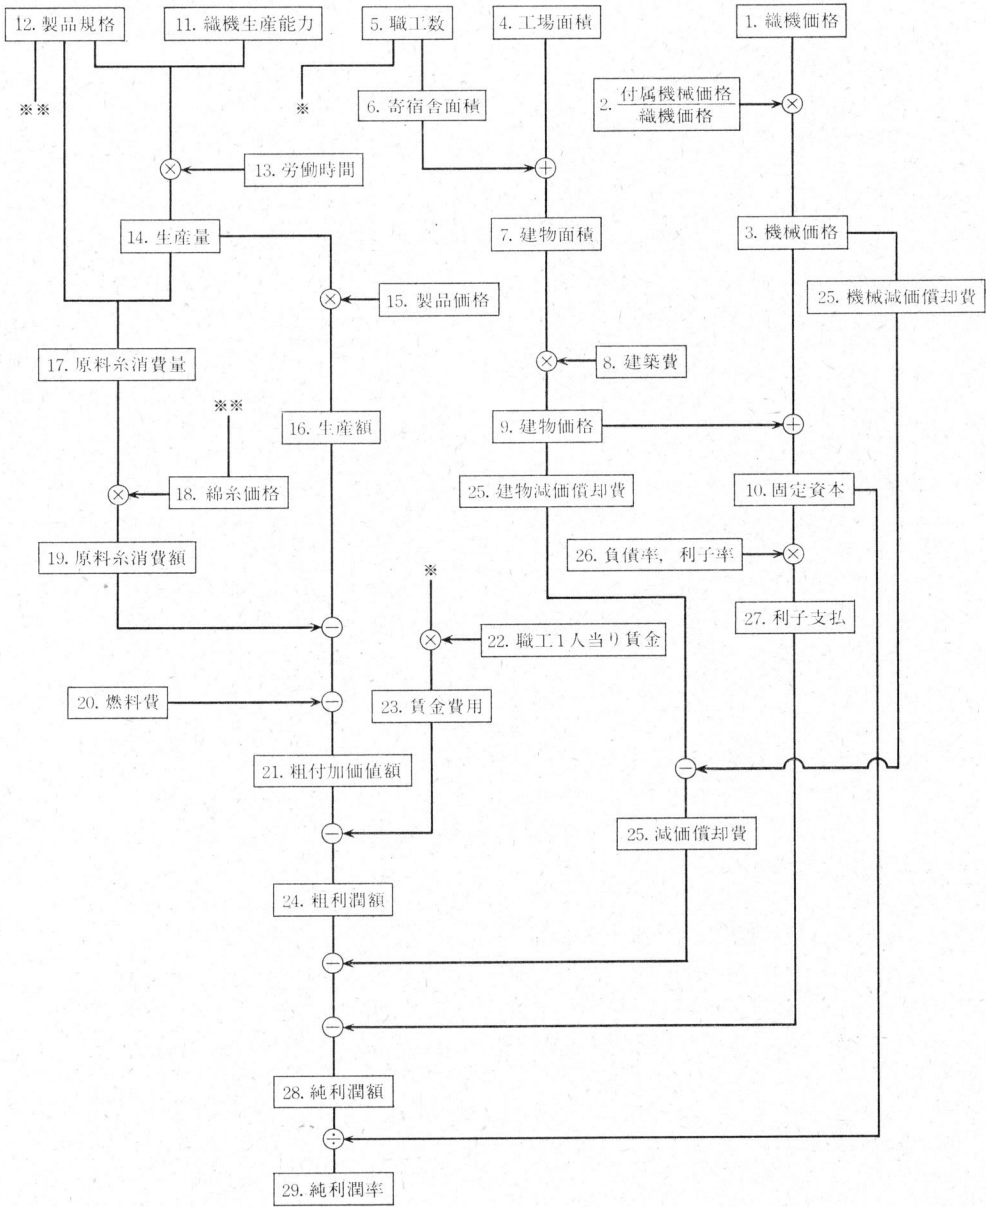 12. 製品規格
11. 織機生産能力
5. 職工数
4. 工場面積
1. 織機価格
※※
※
6. 寄宿舎面積
2. 付属機械価格
織機価格
×
×
13. 労働時間
+
14. 生産量
7. 建物面積
3. 機械価格
×
15. 製品価格
25. 機械減価償却費
17. 原料糸消費量
×
8. 建築費
※※
16. 生産額
9. 建物価格
+
×
18. 綿糸価格
25. 建物減価償却費
10. 固定資本
19. 原料糸消費額
26. 負債率, 利子率
×
※
−
×
22. 職工1人当り賃金
27. 利子支払
20. 燃料費
−
23. 賃金費用
21. 粗付加価値額
−
−
25. 減価償却費
24. 粗利潤額
−
−
28. 純利潤額
÷
29. 純利潤率